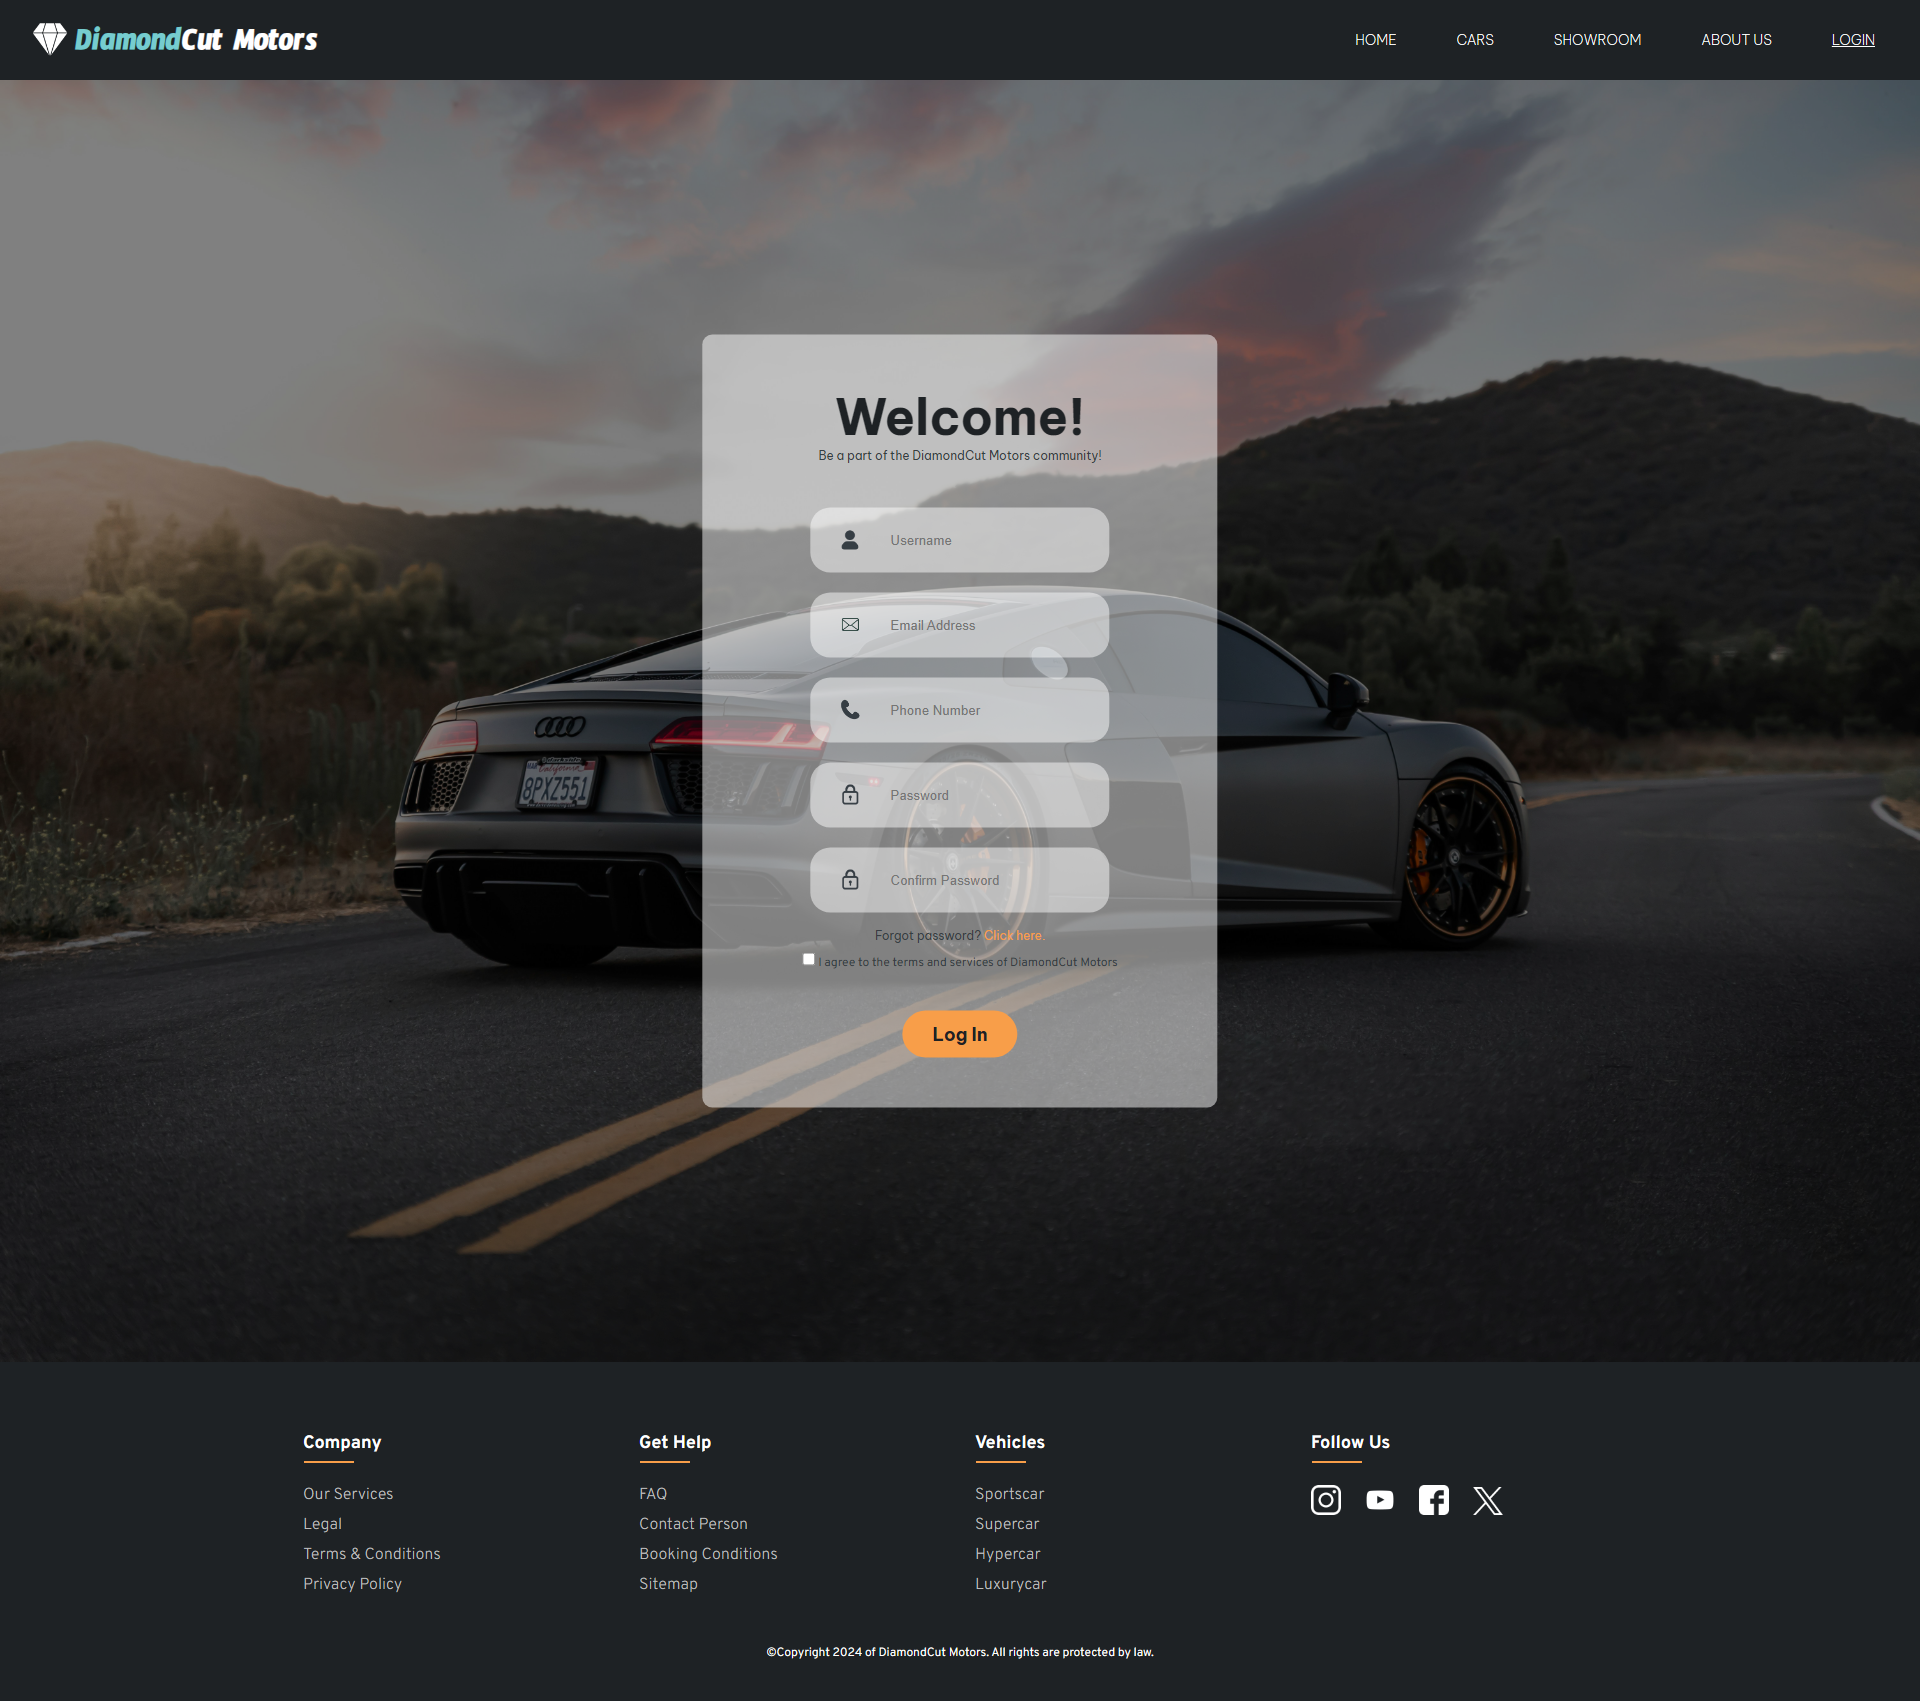 DiamondCut Motors
HOME CARS SHOWROOM ABOUT US LOGIN
Welcome!
Be a part of the DiamondCut Motors community!
Username
Email Address
Phone Number
8PXZ551
Password
Confirm Password
Forgot password? Click here.
I agree to the terms and services of DiamondCut Motors
Log In
Company Get Help Vehicles Follow Us
Our Services FAQ Sportscar
Legal Contact Person Supercar
Terms & Conditions Booking Conditions Hypercar
Privacy Policy Sitemap Luxurycar
©Copyright 2024 of DiamondCut Motors. All rights are protected by law.